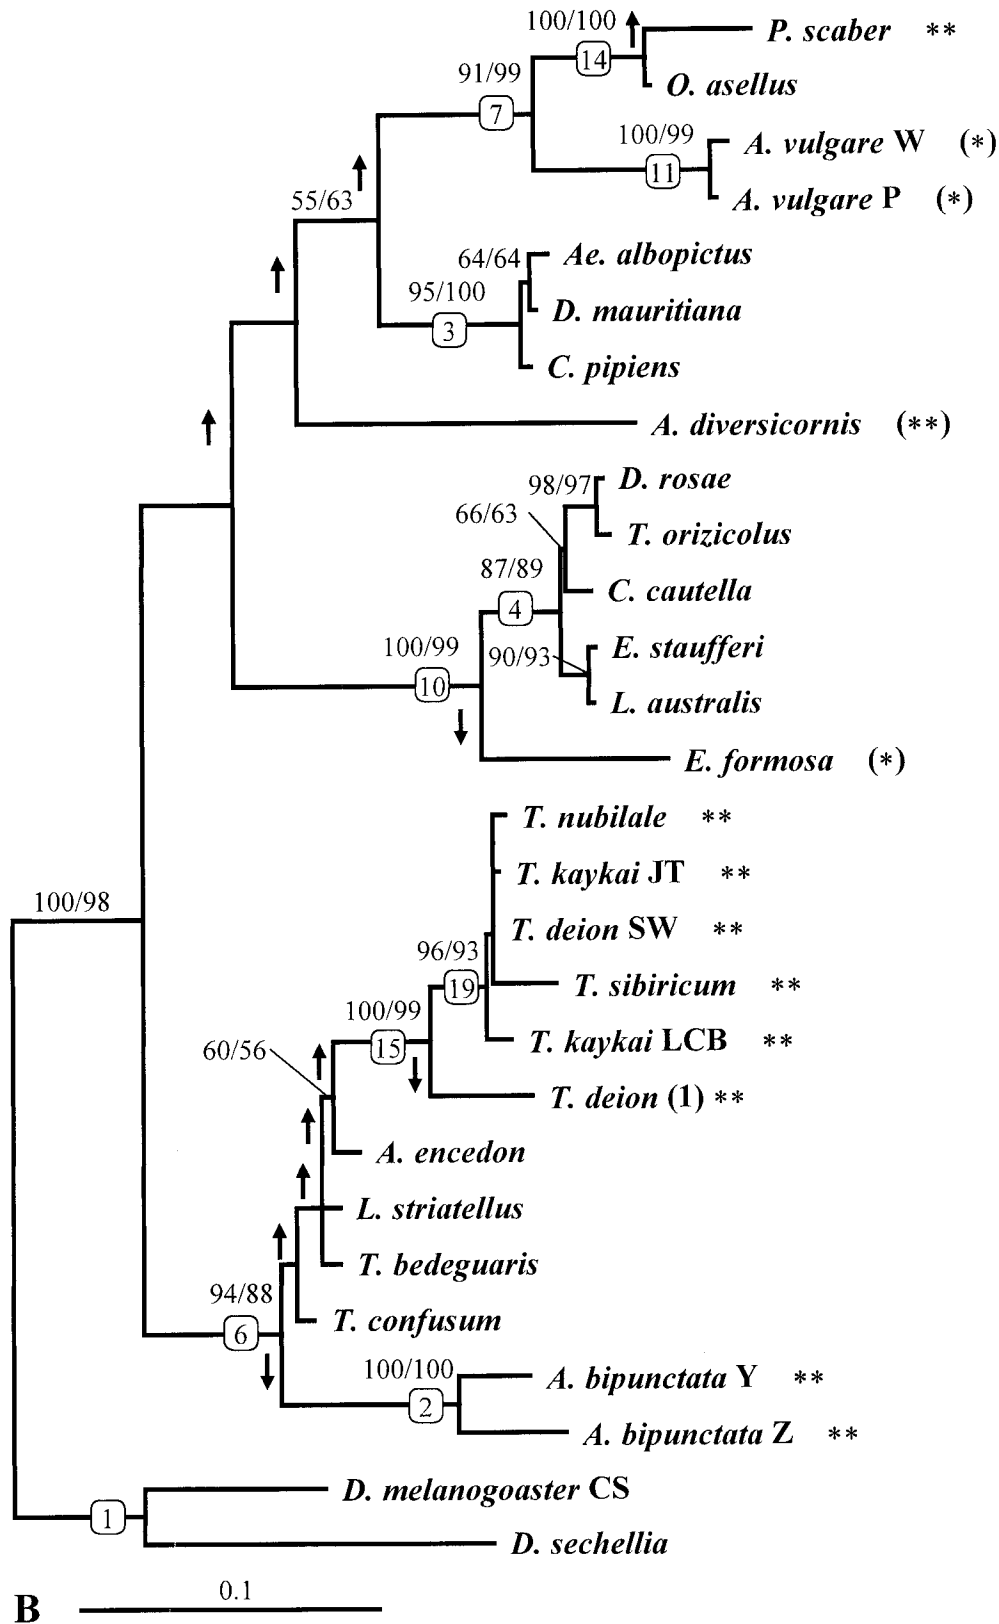 100/100
P. scaber **
14
91/99
O. asellus
7
100/99
A. vulgare W (*)
11
A. vulgare P (*)
55/63
64/64
Ae. albopictus
95/100
D. mauritiana
3
C. pipiens
A. diversicornis (**)
98/97
D. rosae
66/63
T. orizicolus
87/89
C. cautella
4
100/99
E. staufferi
90/93
10
L. australis
E. formosa (*)
T. nubilale **
T. kaykai JT **
100/98
T. deion SW **
96/93
19
T. sibiricum **
100/99
T. kaykai LCB **
60/56
15
T. deion (1) **
A. encedon
L. striatellus
T. bedeguaris
94/88
T. confusum
6
100/100
A. bipunctata Y **
2
A. bipunctata Z **
D. melanogoaster CS
1
D. sechellia
0.1
B